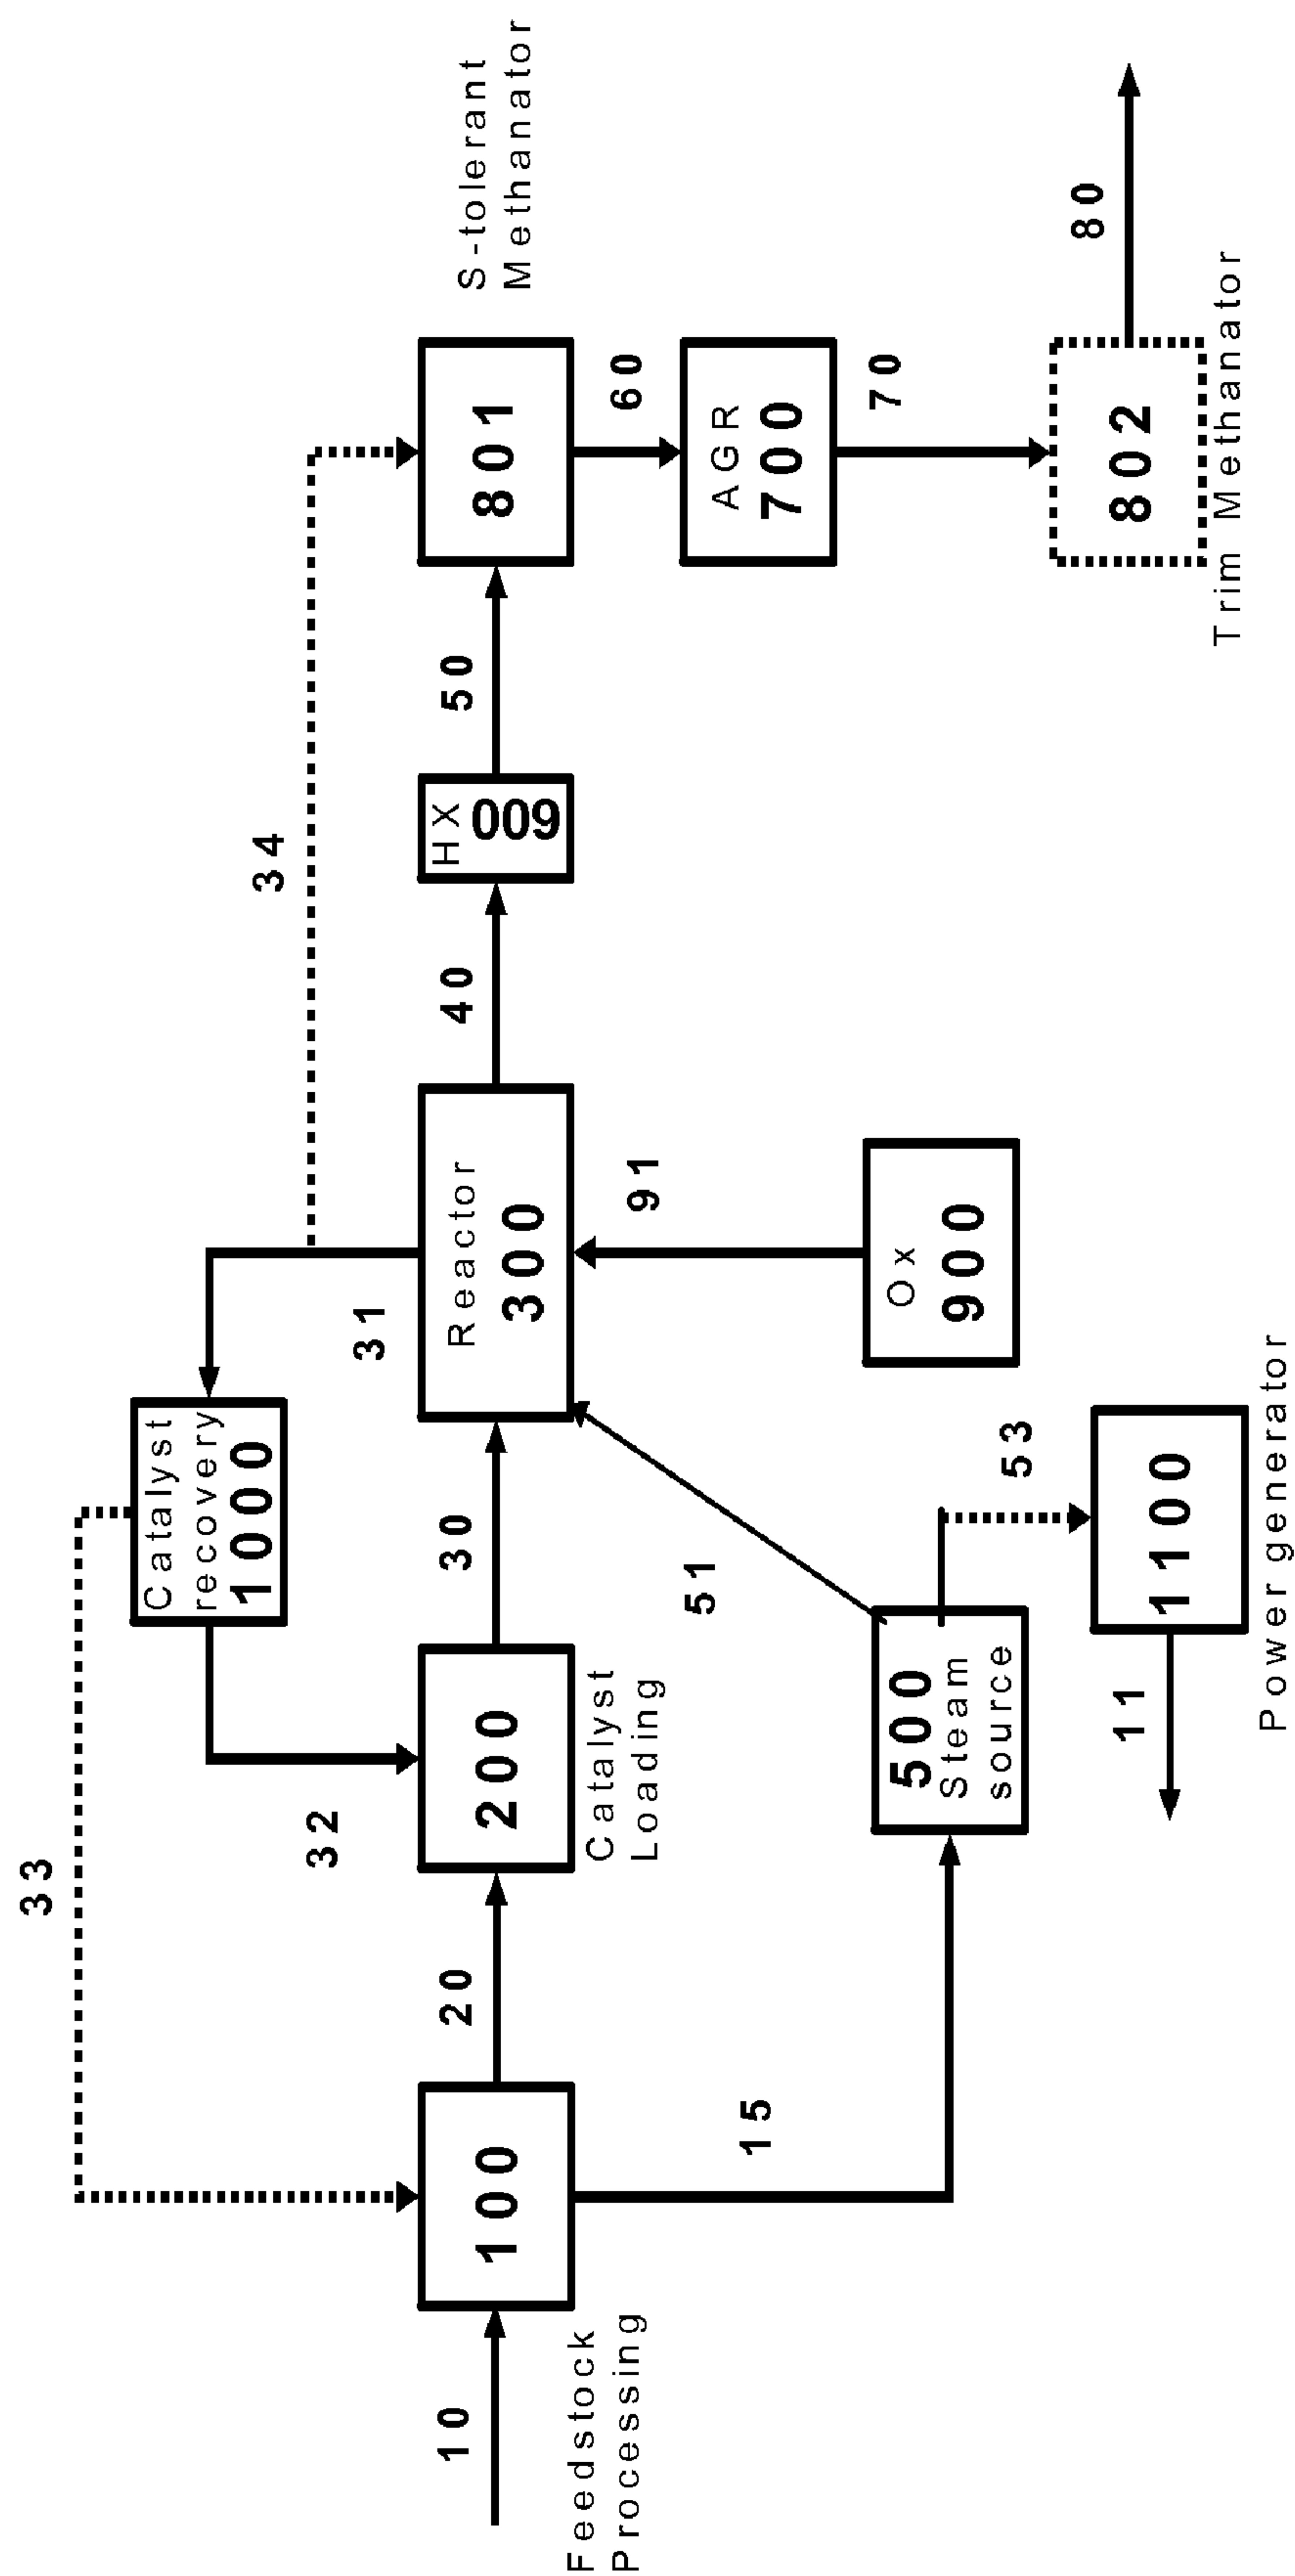 33
34
Catalyst
recovery
1000
32
31
S-tolerant
Methanator
10
100
20
200
30
Reactor
300
40
HX
600
50
801
Feedstock
Processing
Catalyst
Loading
60
15
51
91
AGR
700
500
Steam
source
Ox
900
70
53
80
11
1100
802
Power generator
Trim Methanator